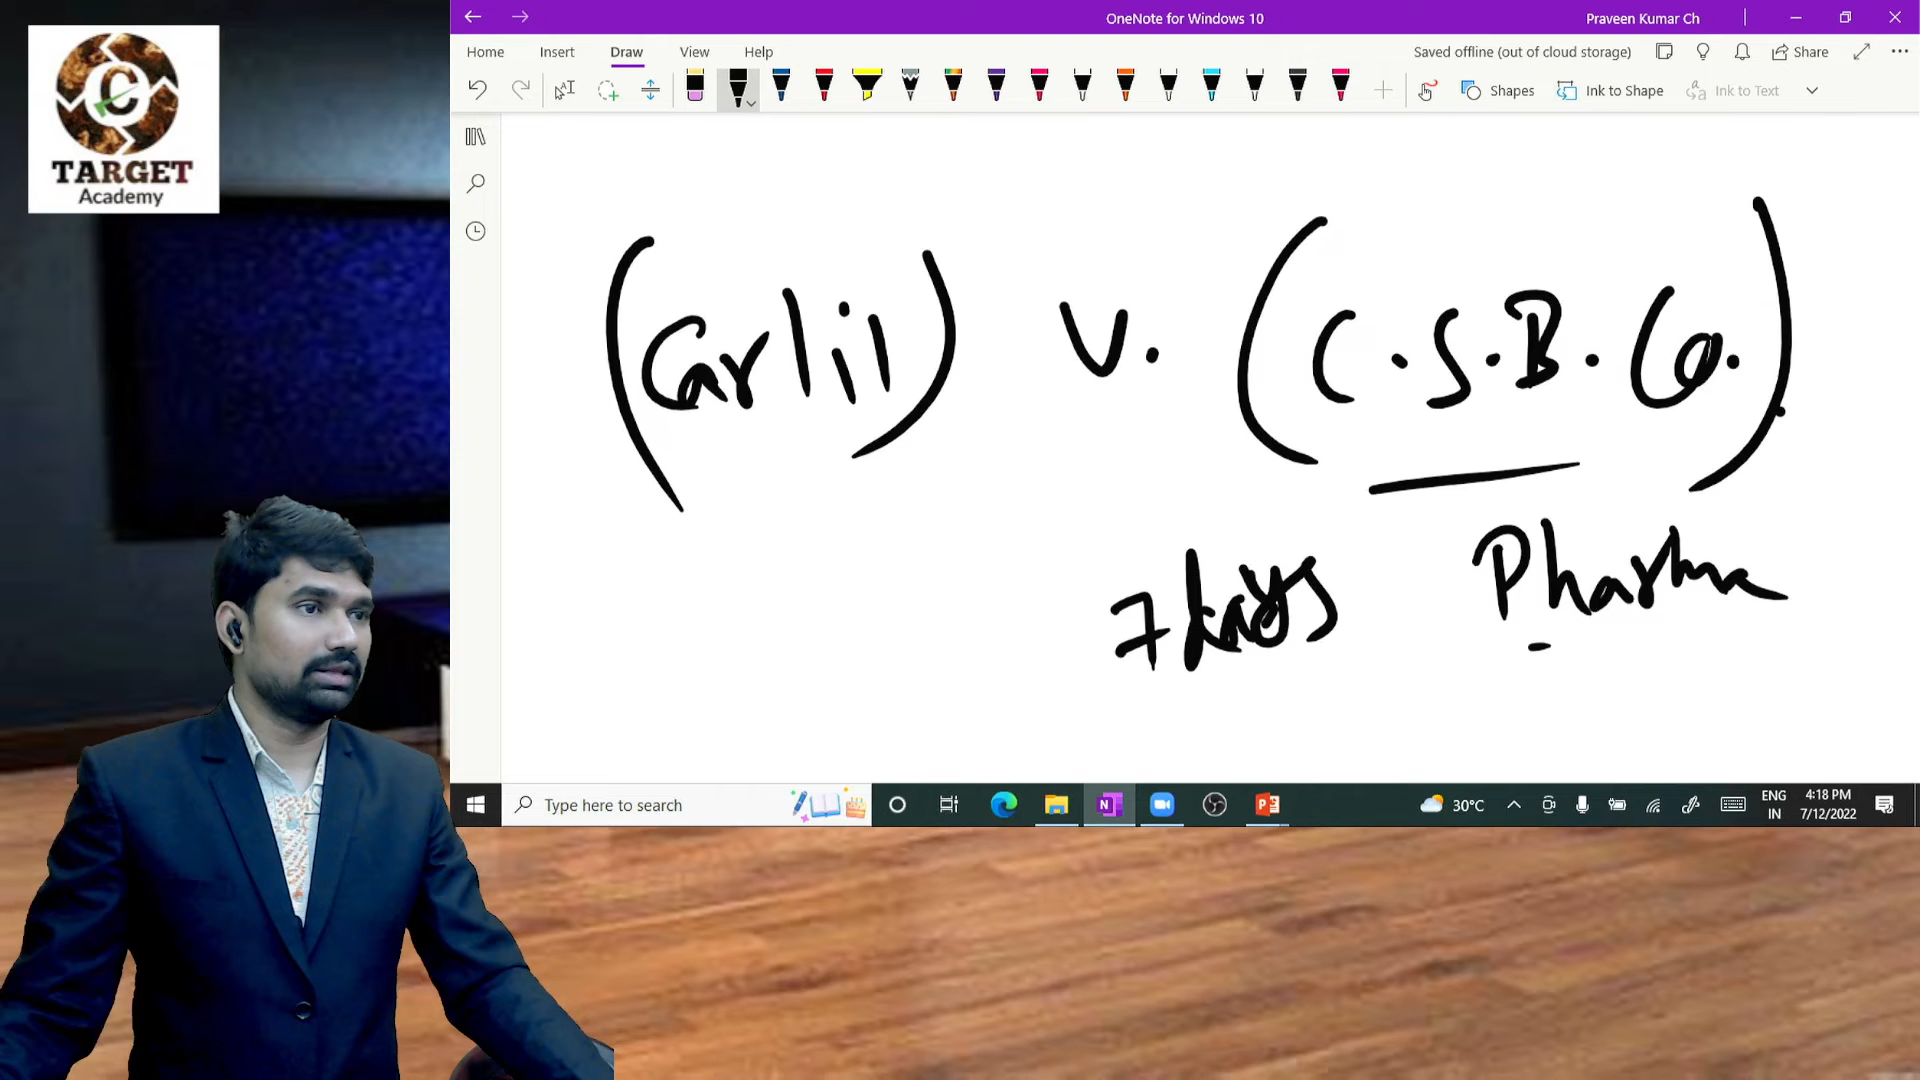 C
TARGET
Academy
OneNote for Windows 10
Praveen Kumar Ch
Home Insert Draw View Help
Saved offline (out of cloud storage)
Share
Shapes
Ink to Shape
Ink to Text
(Carlil) V. (C.S.B.Co.)
7 days Pharma
Type here to search
30°C
ENG
IN
4:18 PM
7/12/2022